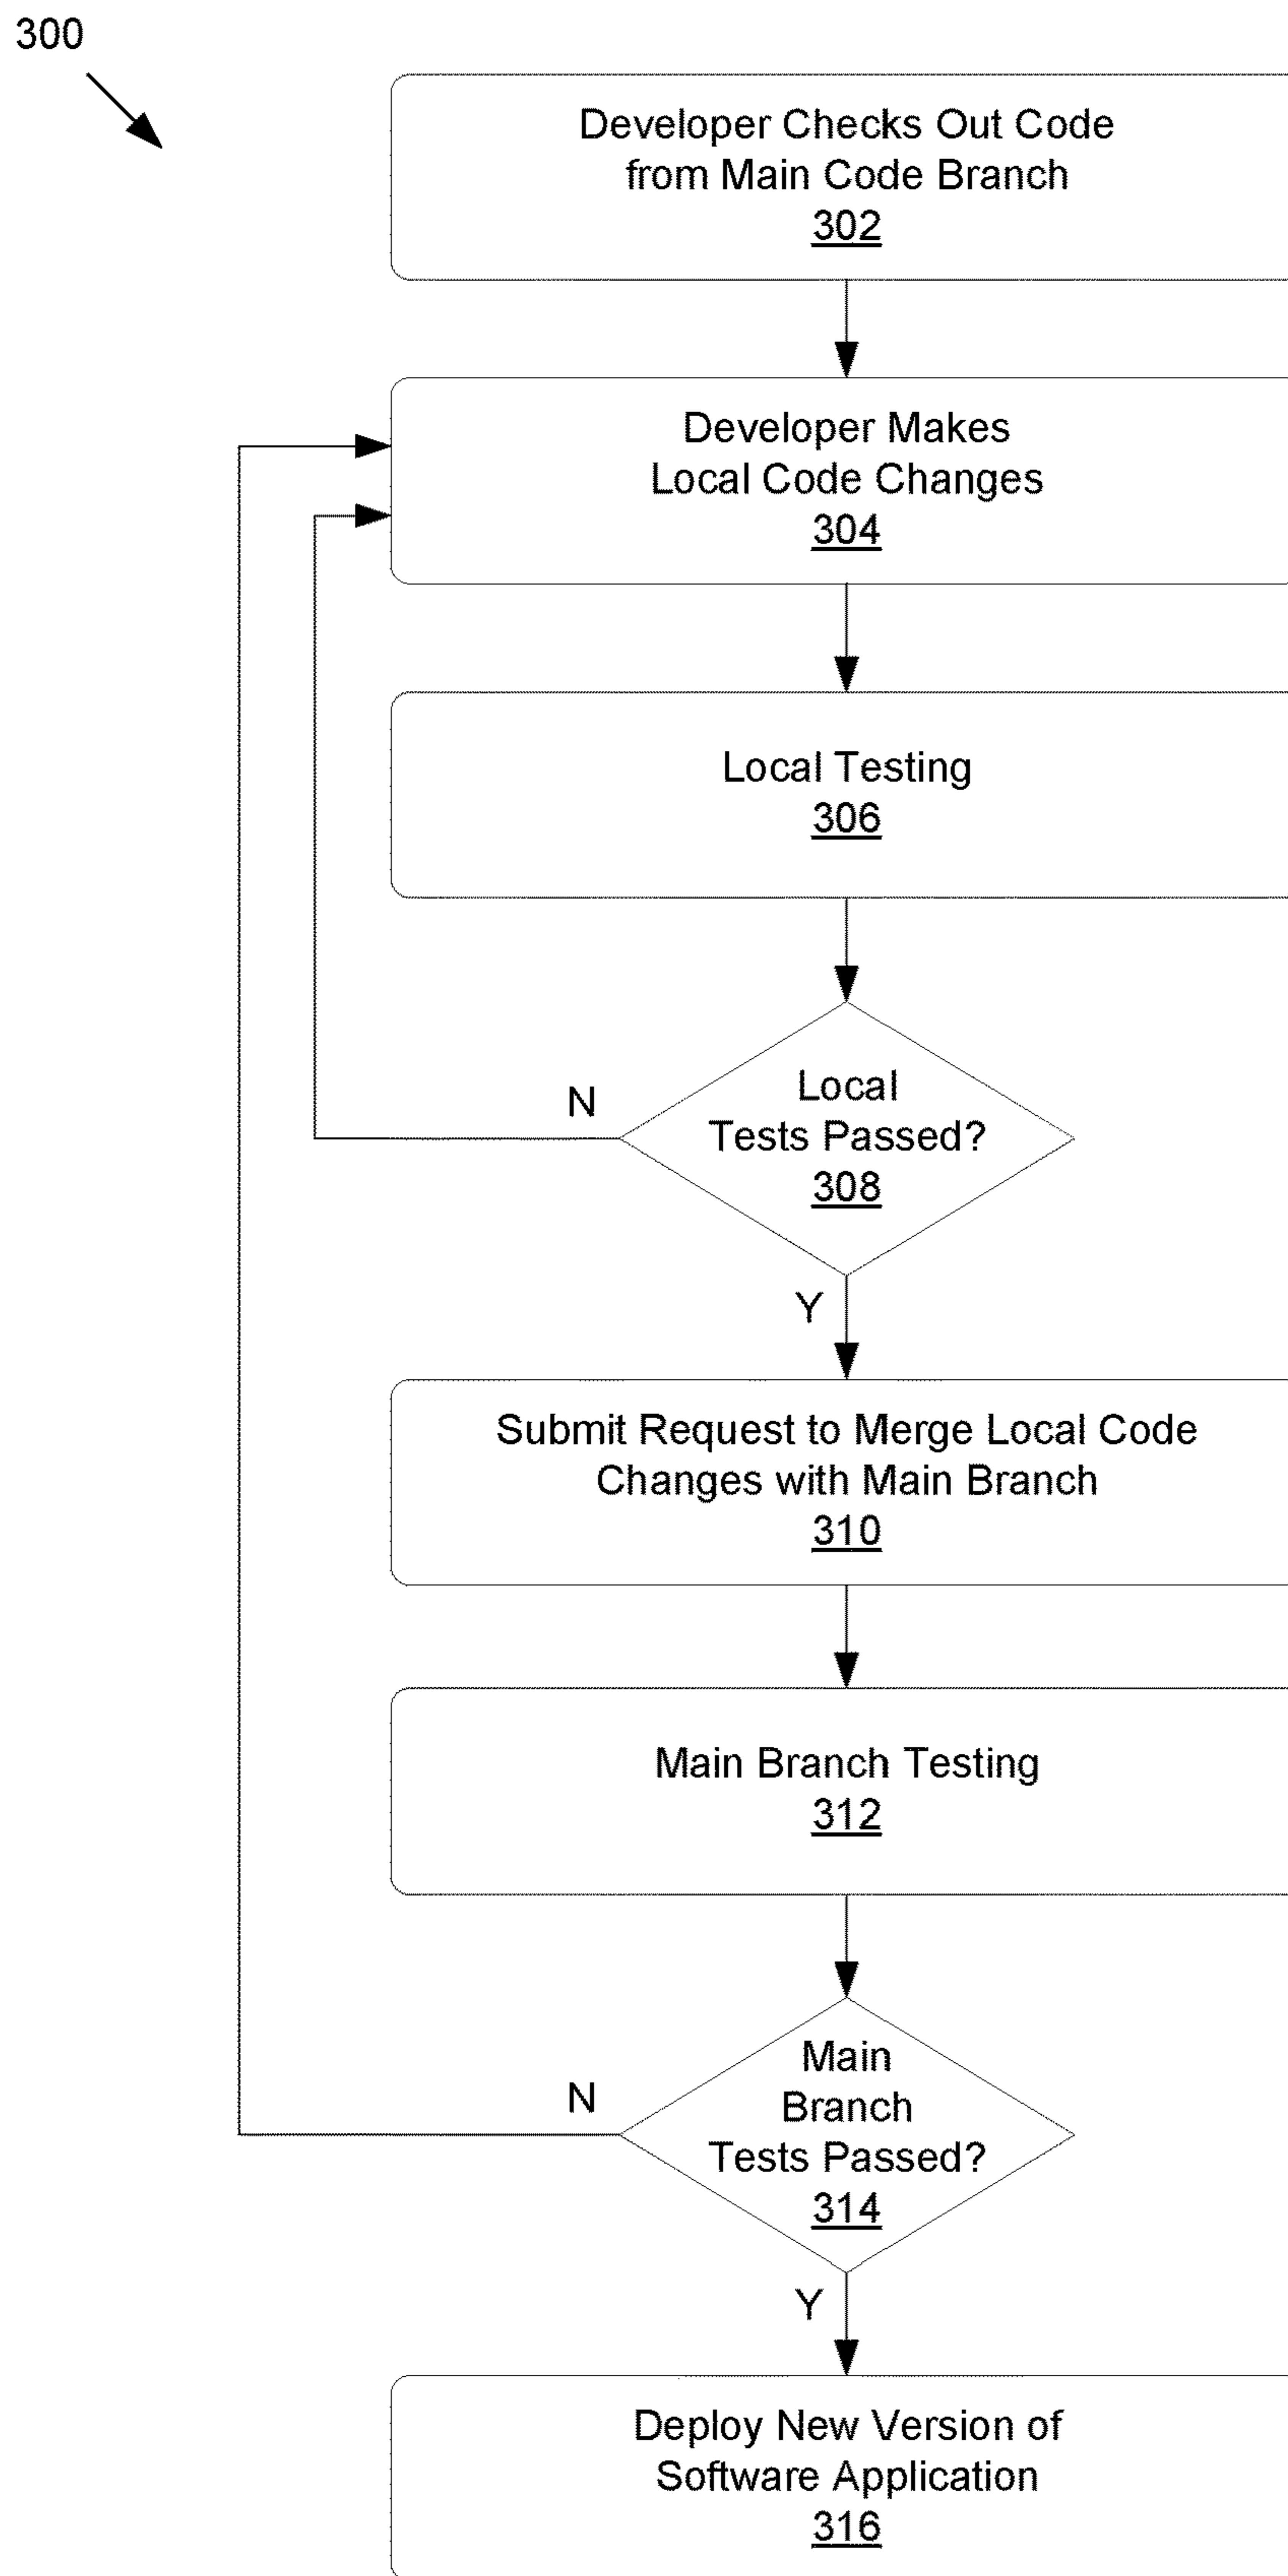 300
Developer Checks Out Code
from Main Code Branch
302
Developer Makes
Local Code Changes
304
Local Testing
306
Local
Tests Passed?
308
N
Y
Submit Request to Merge Local Code
Changes with Main Branch
310
Main Branch Testing
312
Main
Branch
Tests Passed?
314
N
Y
Deploy New Version of
Software Application
316